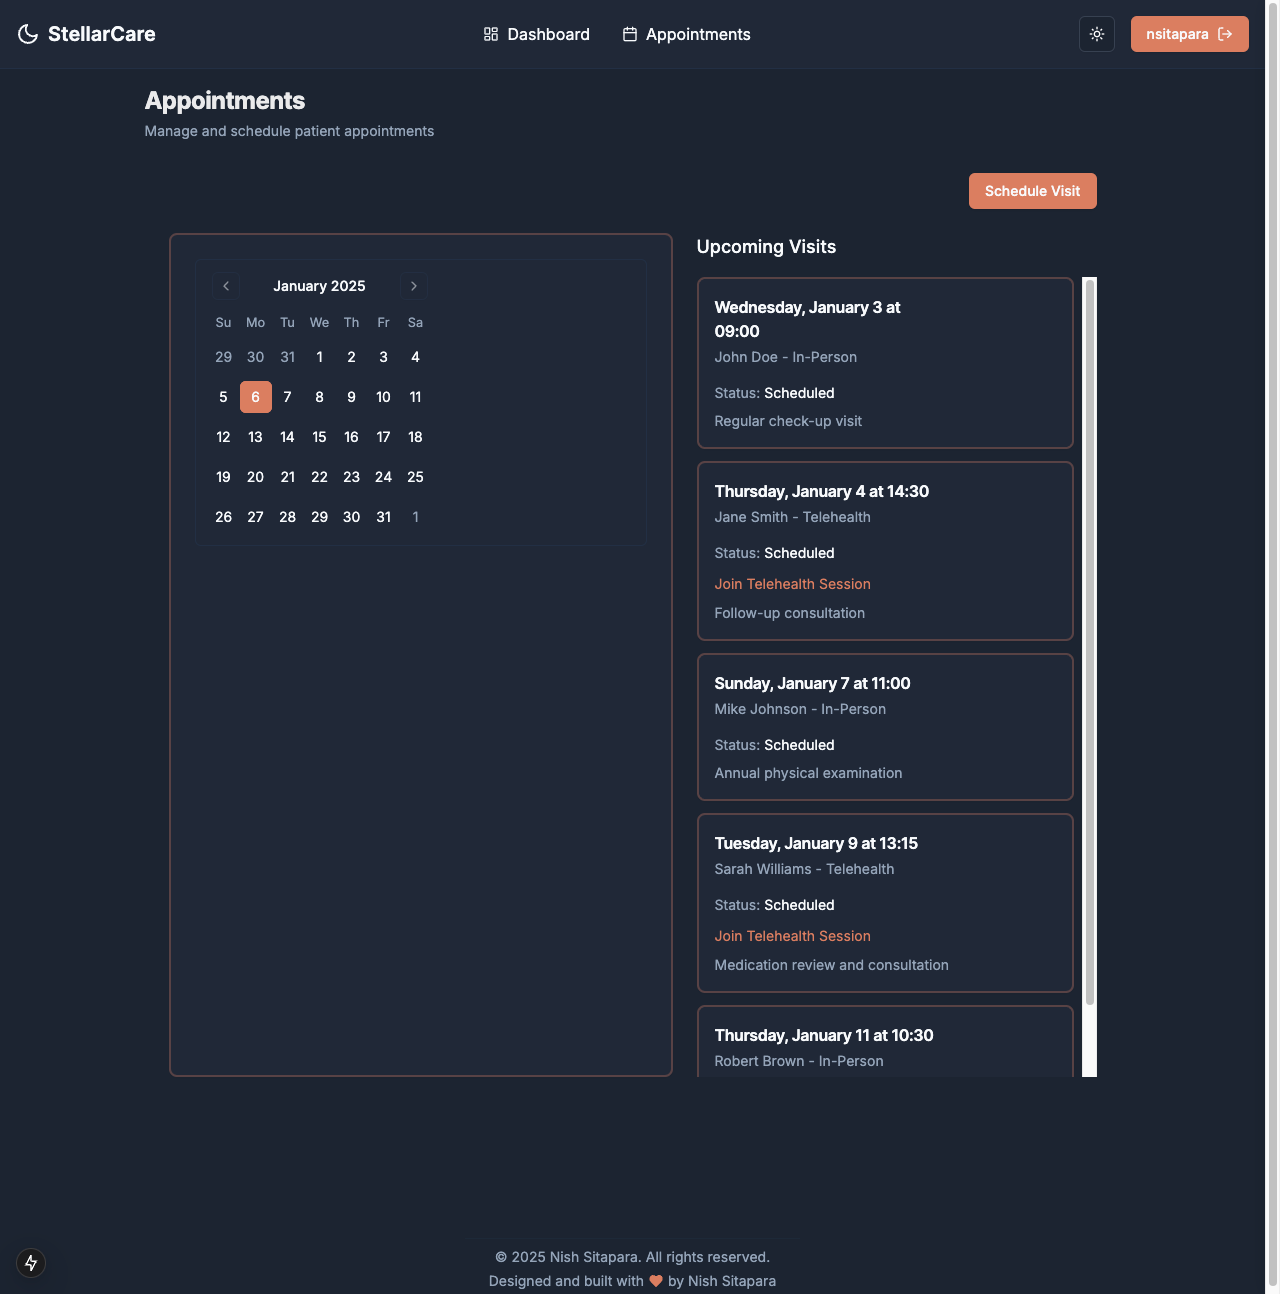 StellarCare
Dashboard
Appointments
nsitapara
Appointments
Manage and schedule patient appointments
Schedule Visit
January 2025
Su Mo Tu We Th Fr Sa
29 30 31 1 2 3 4
5 6 7 8 9 10 11
12 13 14 15 16 17 18
19 20 21 22 23 24 25
26 27 28 29 30 31 1
Upcoming Visits
Wednesday, January 3 at
09:00
John Doe - In-Person
Status: Scheduled
Regular check-up visit
Thursday, January 4 at 14:30
Jane Smith - Telehealth
Status: Scheduled
Join Telehealth Session
Follow-up consultation
Sunday, January 7 at 11:00
Mike Johnson - In-Person
Status: Scheduled
Annual physical examination
Tuesday, January 9 at 13:15
Sarah Williams - Telehealth
Status: Scheduled
Join Telehealth Session
Medication review and consultation
Thursday, January 11 at 10:30
Robert Brown - In-Person
© 2025 Nish Sitapara. All rights reserved.
Designed and built with 🧡 by Nish Sitapara